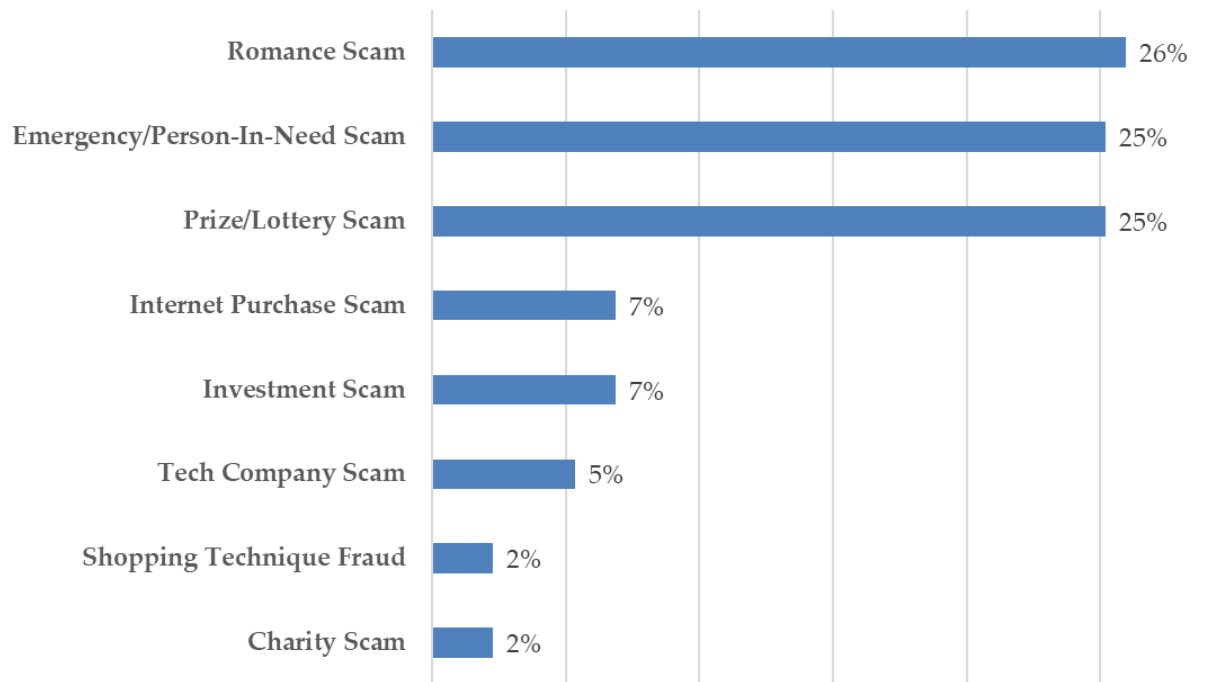 Romance Scam 26%
Emergency/Person-In-Need Scam 25%
Prize/Lottery Scam 25%
Internet Purchase Scam 7%
Investment Scam 7%
Tech Company Scam 5%
Shopping Technique Fraud 2%
Charity Scam 2%